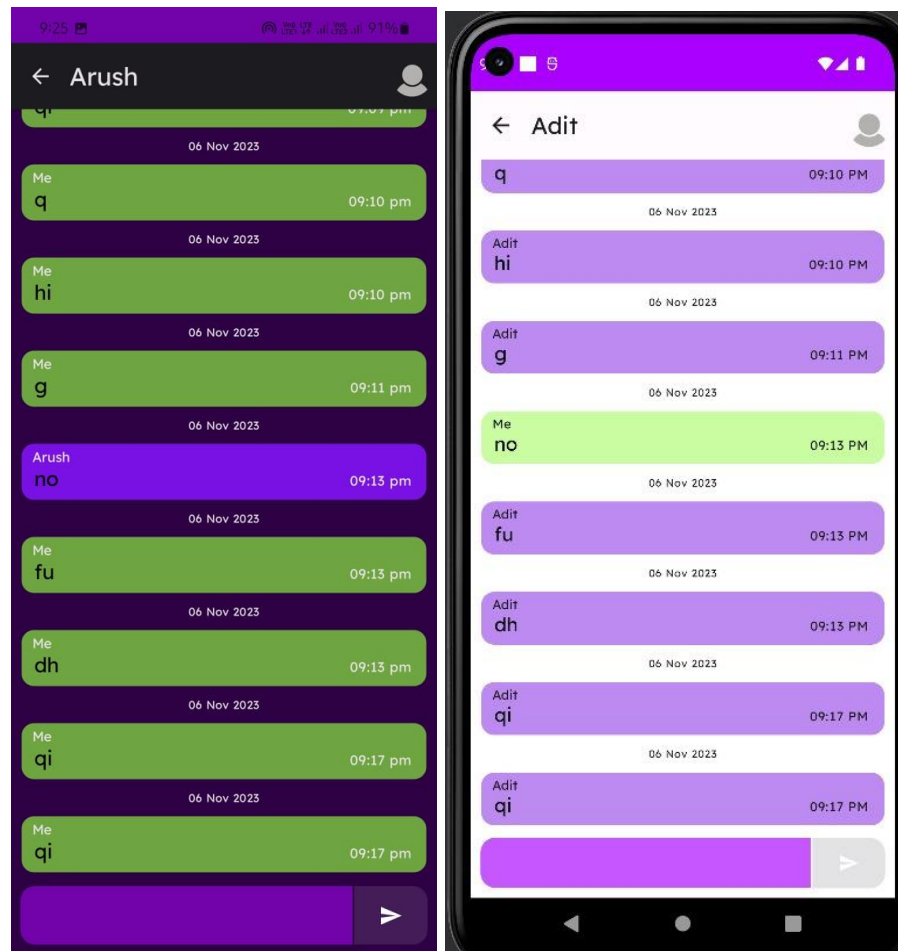 9:25
91%
Arush
qi
09:09 pm
06 Nov 2023
Me
q
09:10 pm
06 Nov 2023
Me
hi
09:10 pm
06 Nov 2023
Me
g
09:11 pm
06 Nov 2023
Arush
no
09:13 pm
06 Nov 2023
Me
fu
09:13 pm
06 Nov 2023
Me
dh
09:13 pm
06 Nov 2023
Me
qi
09:17 pm
06 Nov 2023
Me
qi
09:17 pm
Adit
q
09:10 PM
06 Nov 2023
Adit
hi
09:10 PM
06 Nov 2023
Adit
g
09:11 PM
06 Nov 2023
Me
no
09:13 PM
06 Nov 2023
Adit
fu
09:13 PM
06 Nov 2023
Adit
dh
09:13 PM
06 Nov 2023
Adit
qi
09:17 PM
06 Nov 2023
Adit
qi
09:17 PM